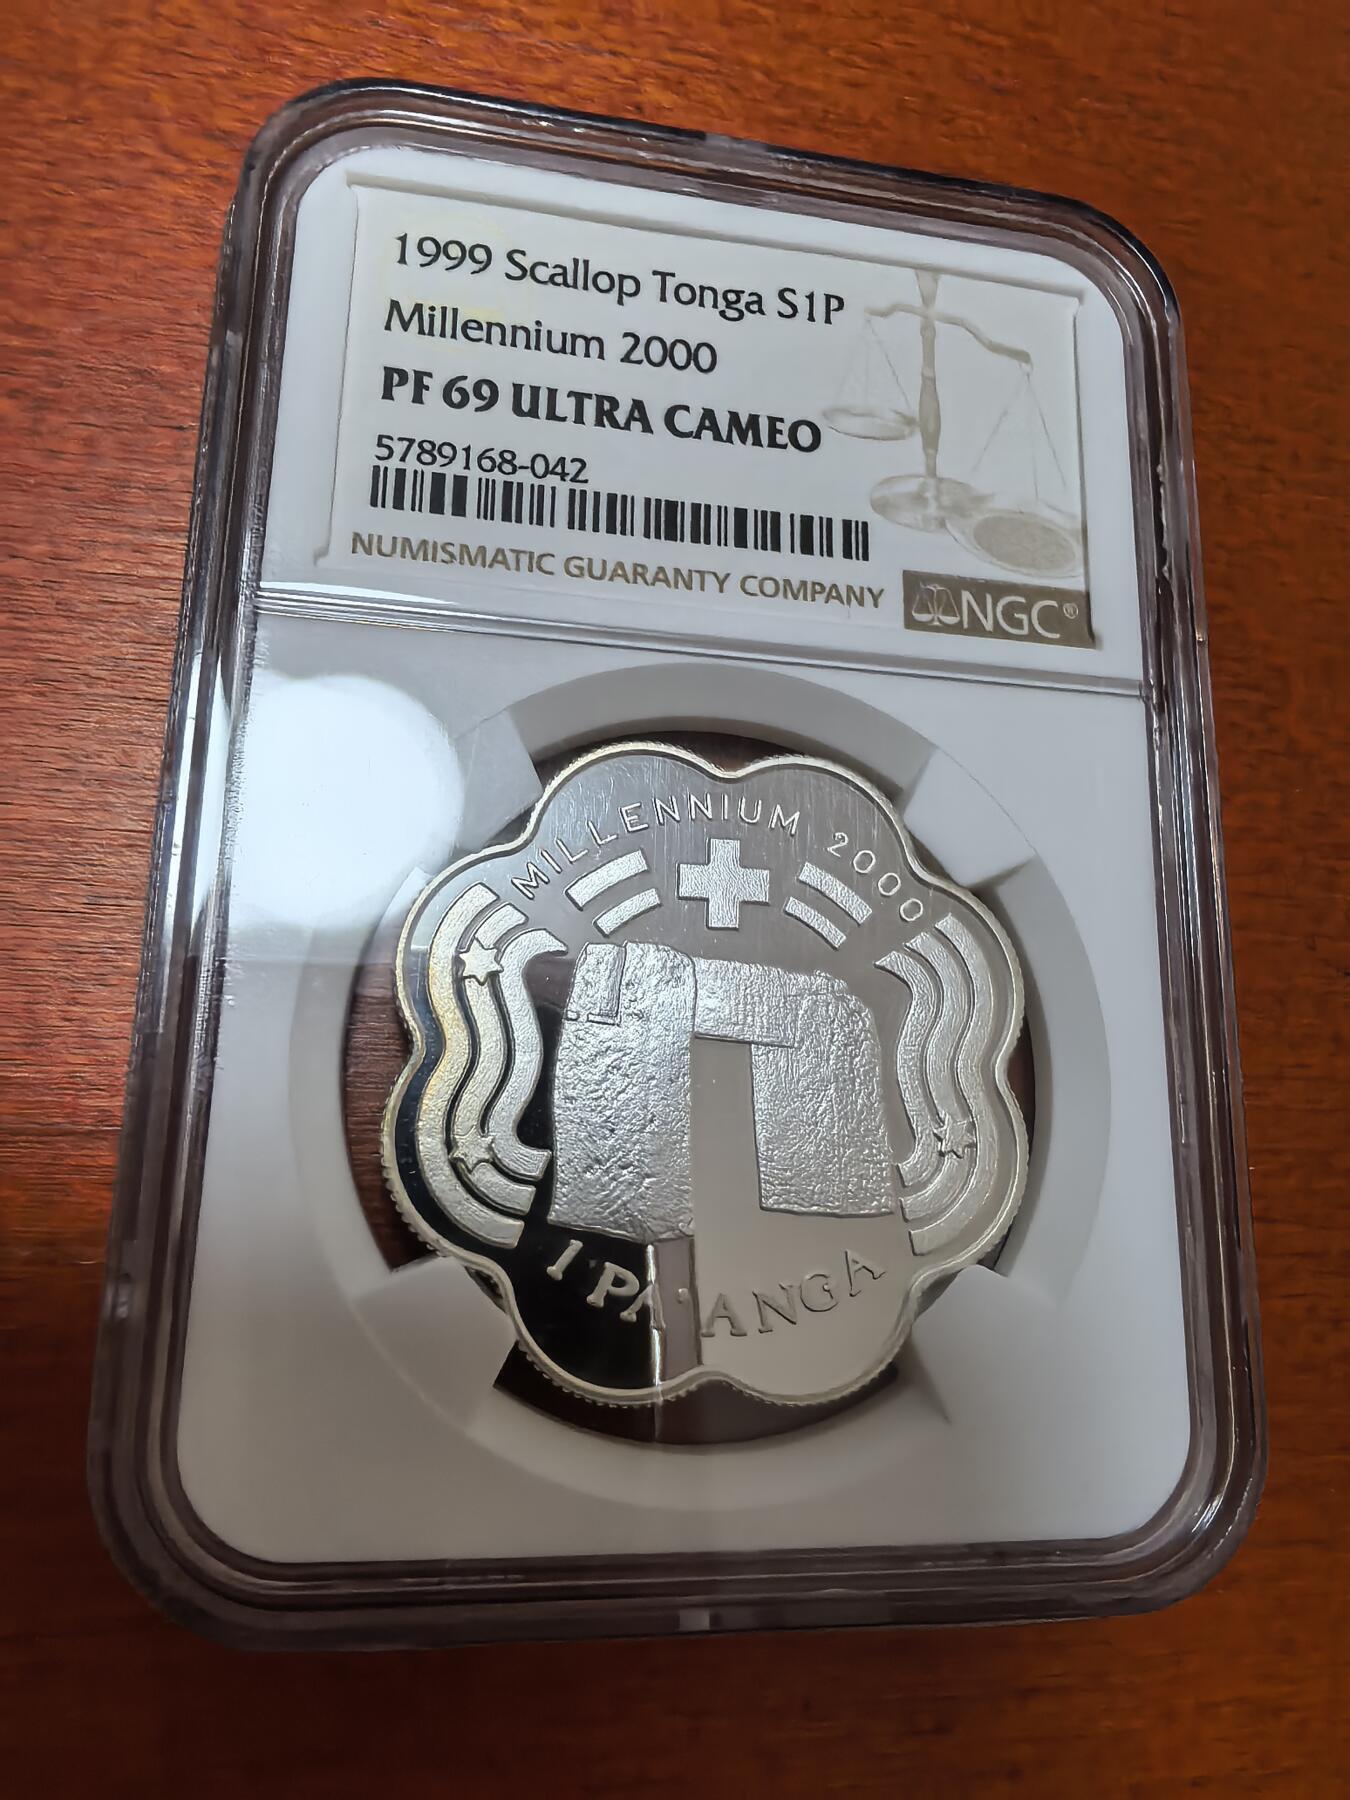 1999 Scallop Tonga S1P
Millennium 2000
PF 69 ULTRA CAMEO
5789168-042
NUMISMATIC GUARANTY COMPANY
NGC®
MILLENNIUM 2000
1 PA'ANGA